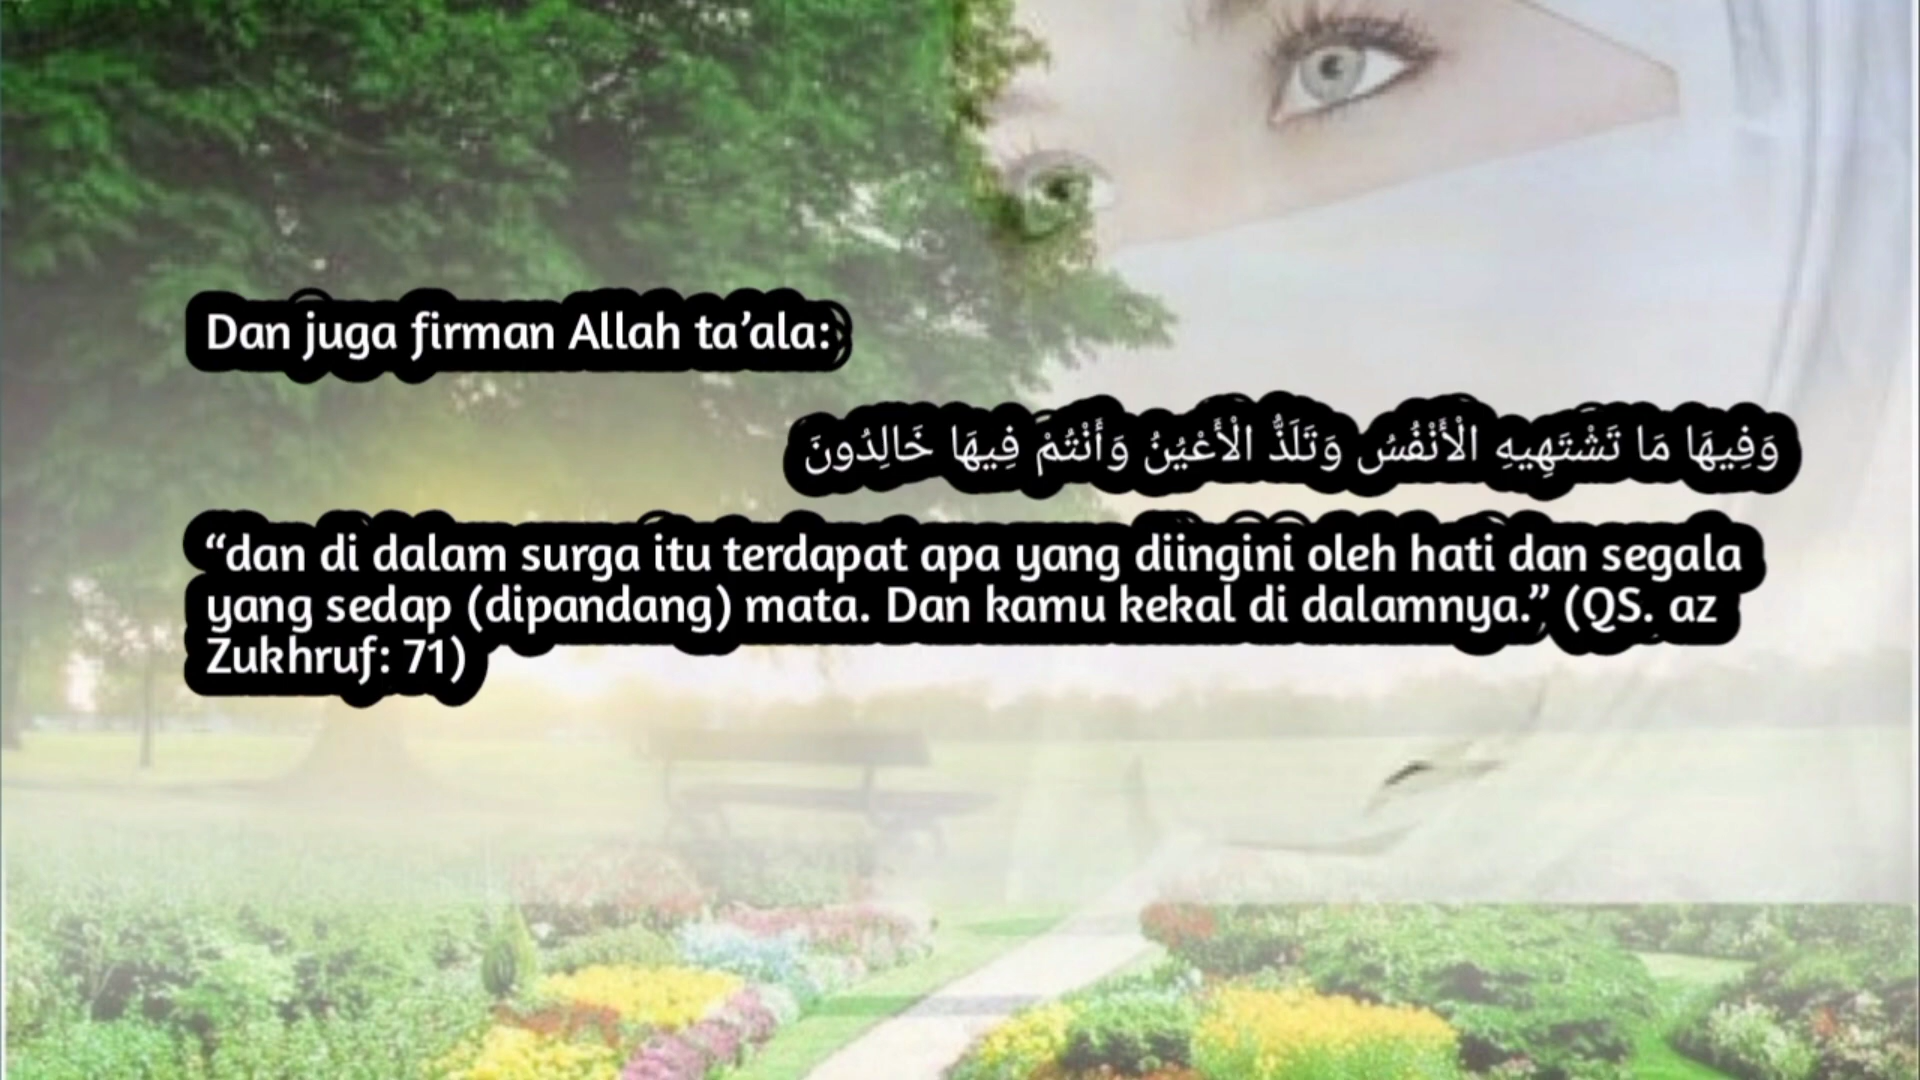 Dan juga firman Allah ta’ala:
وَفِيهَا مَا تَشْتَهِيهِ الْأَنْفُسُ وَتَلَذُّ الْأَعْيُنُ وَأَنْتُمْ فِيهَا خَالِدُونَ
“dan di dalam surga itu terdapat apa yang diingini oleh hati dan segala
yang sedap (dipandang) mata. Dan kamu kekal di dalamnya.” (QS. az
Zukhruf: 71)